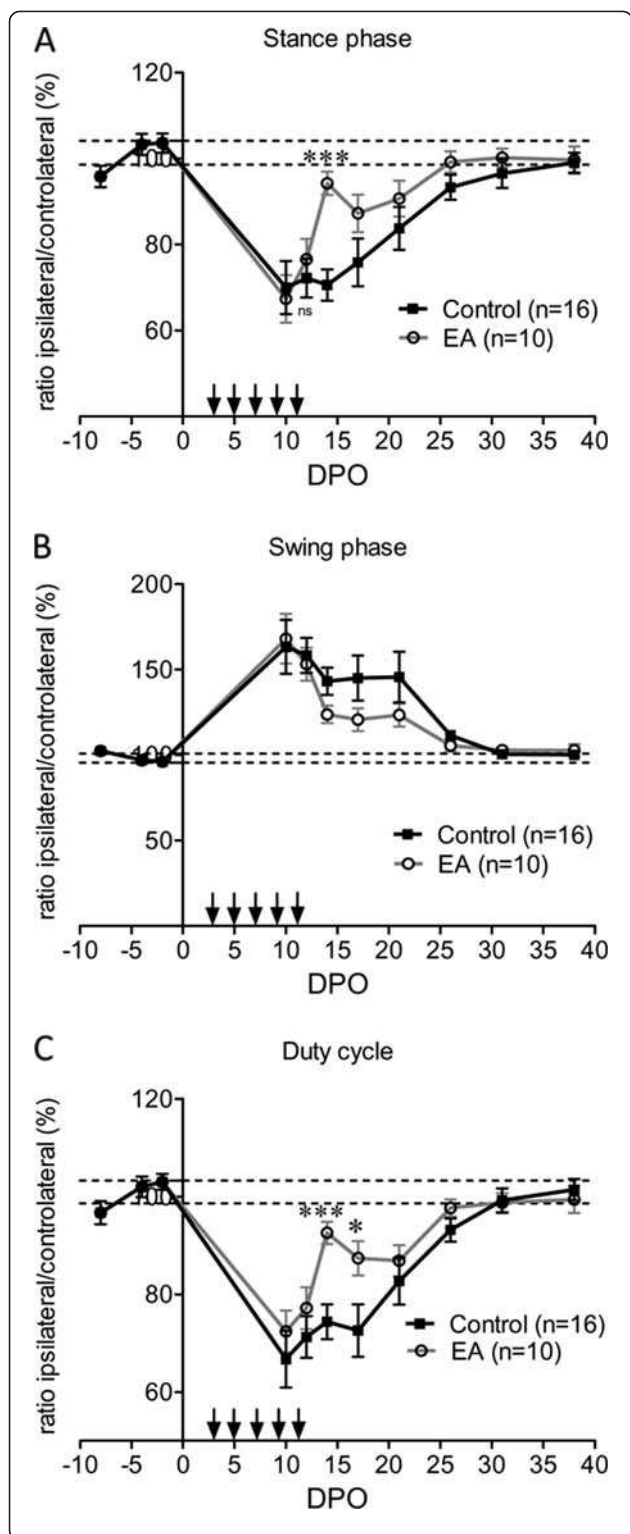 A
Stance phase
ratio ipsilateral/controlateral (%)
120
100
80
60
***
ns
Control (n=16)
EA (n=10)
-10 -5 0 5 10 15 20 25 30 35 40
DPO
B
Swing phase
ratio ipsilateral/controlateral (%)
200
150
100
50
Control (n=16)
EA (n=10)
-10 -5 0 5 10 15 20 25 30 35 40
DPO
C
Duty cycle
ratio ipsilateral/controlateral (%)
120
100
80
60
*** *
Control (n=16)
EA (n=10)
-10 -5 0 5 10 15 20 25 30 35 40
DPO